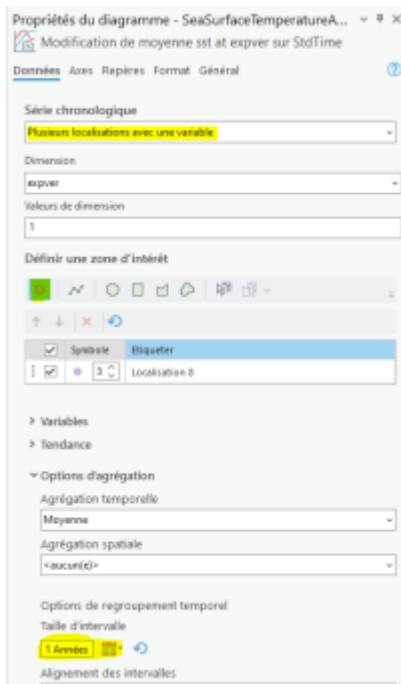 Propriétés du diagramme - SeaSurfaceTemperatureA...
Modification de moyenne sst at expver sur StdTime
Données Axes Repères Format Général
Série chronologique
Plusieurs localisations avec une variable
Dimension
expver
Valeurs de dimension
1
Définir une zone d'intérêt
Symbole Etiqueter
3 Localisation 8
Variables
Tendance
Options d'agrégation
Agrégation temporelle
Moyenne
Agrégation spatiale
<aucun(e)>
Options de regroupement temporel
Taille d'intervalle
1 Années
Alignement des intervalles